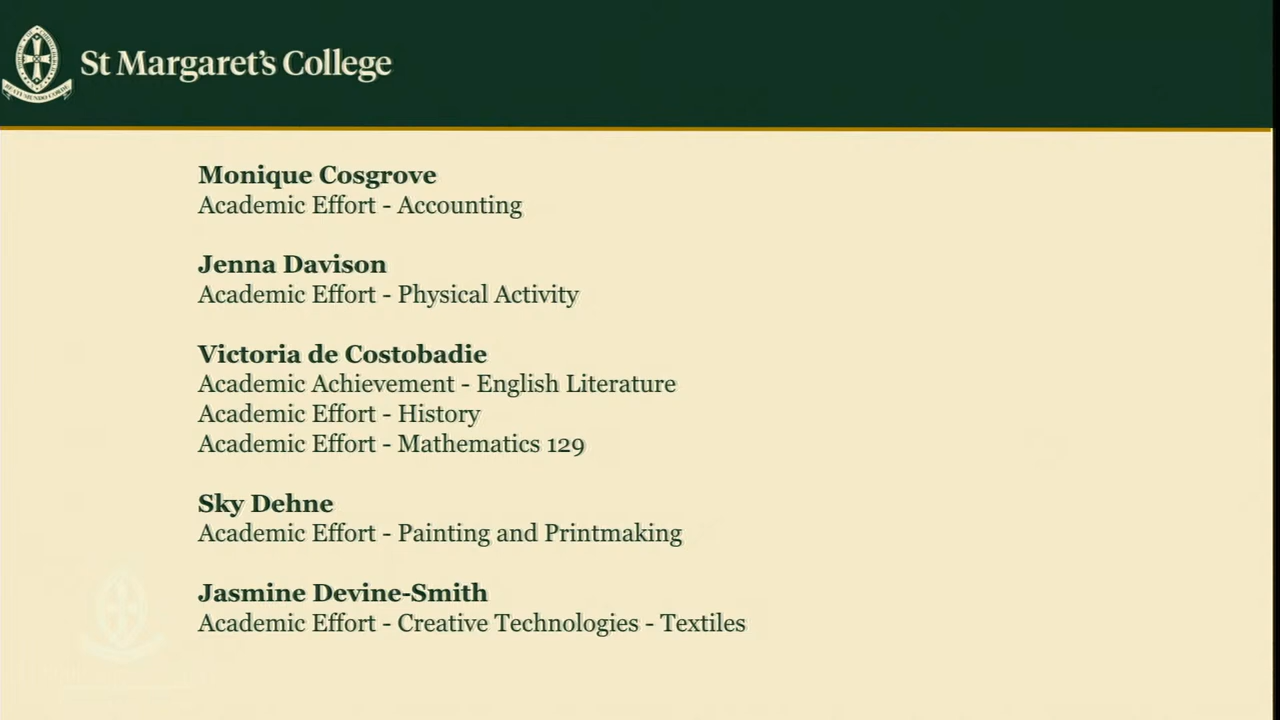 St Margaret's College
Monique Cosgrove
Academic Effort - Accounting
Jenna Davison
Academic Effort - Physical Activity
Victoria de Costobadie
Academic Achievement - English Literature
Academic Effort - History
Academic Effort - Mathematics 129
Sky Dehne
Academic Effort - Painting and Printmaking
Jasmine Devine-Smith
Academic Effort - Creative Technologies - Textiles